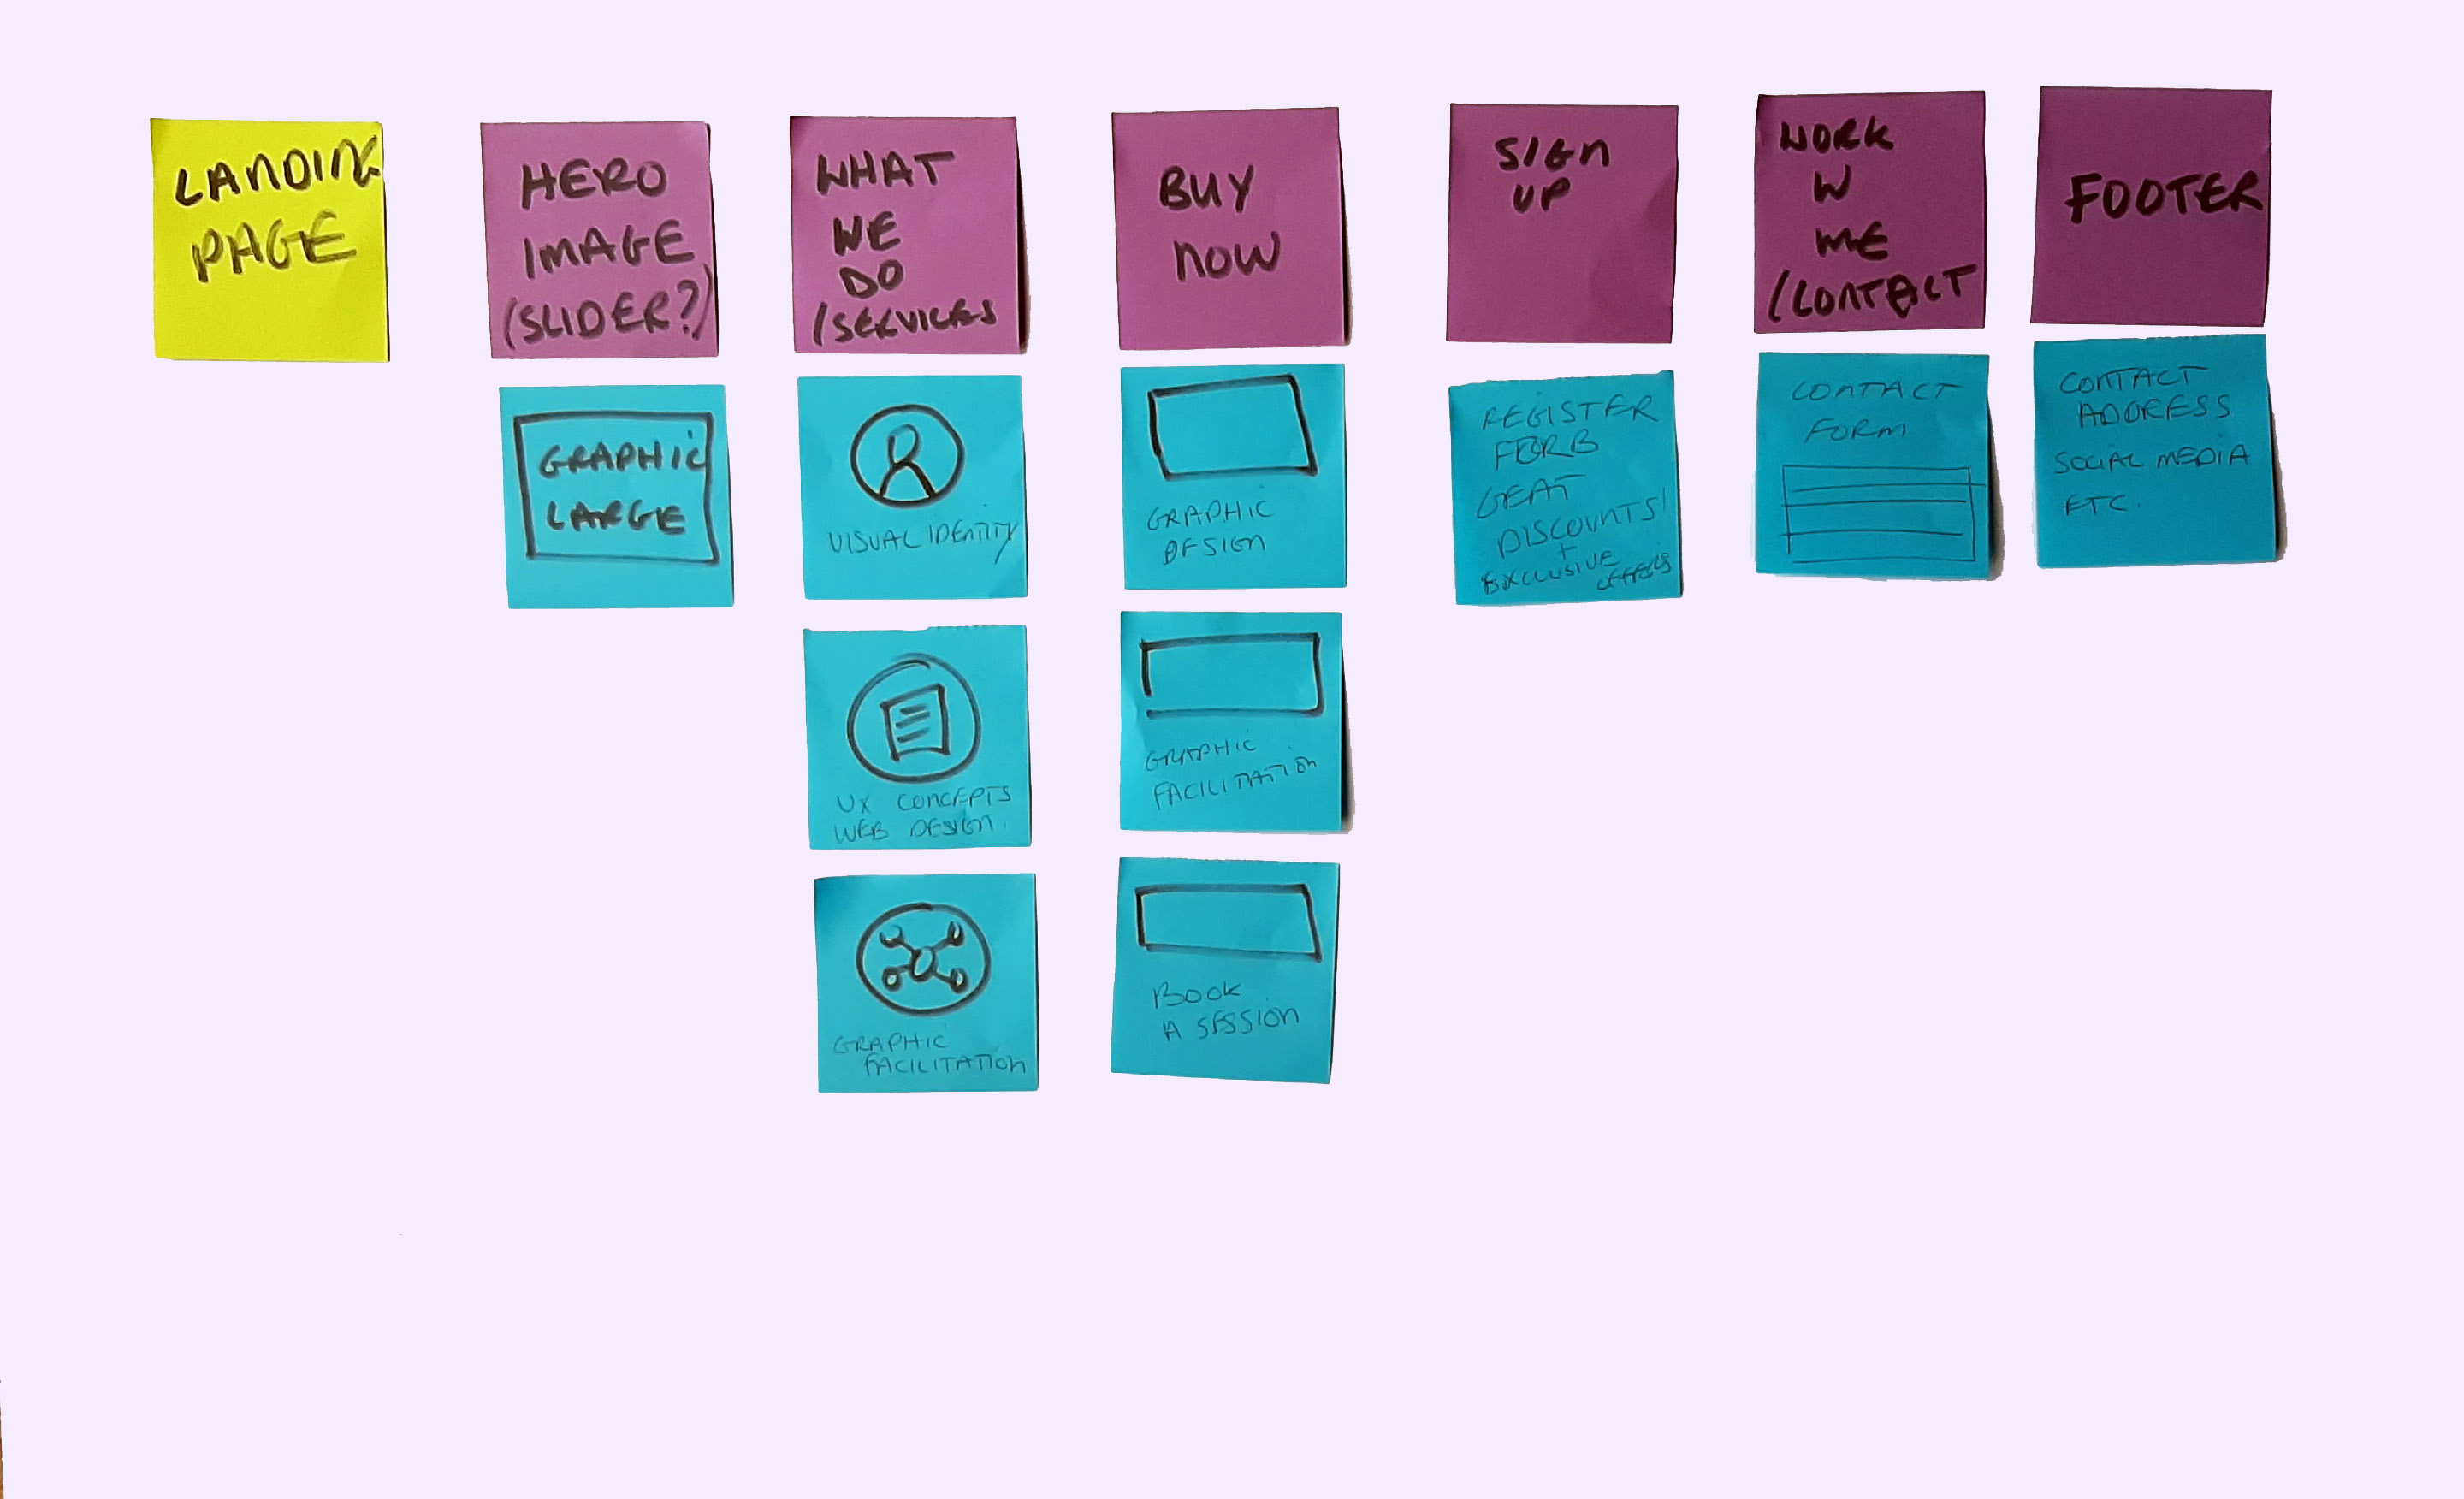 LANDING
PAGE
HERO
IMAGE
(SLIDER?)
GRAPHIC
LARGE
WHAT
WE
DO
/SERVICES
VISUAL IDENTITY
UX CONCEPTS
WEB DESIGN.
GRAPHIC
FACILITATION
BUY
NOW
GRAPHIC
DESIGN
GRAPHIC
FACILITATION
BOOK
A SESSION
SIGN
UP
REGISTER
FOR
GEAT
DISCOUNTS!
+
EXCLUSIVE offers
WORK
W
ME
/CONTACT
CONTACT
FORM
FOOTER
CONTACT
ADDRESS
SOCIAL MEDIA
ETC.